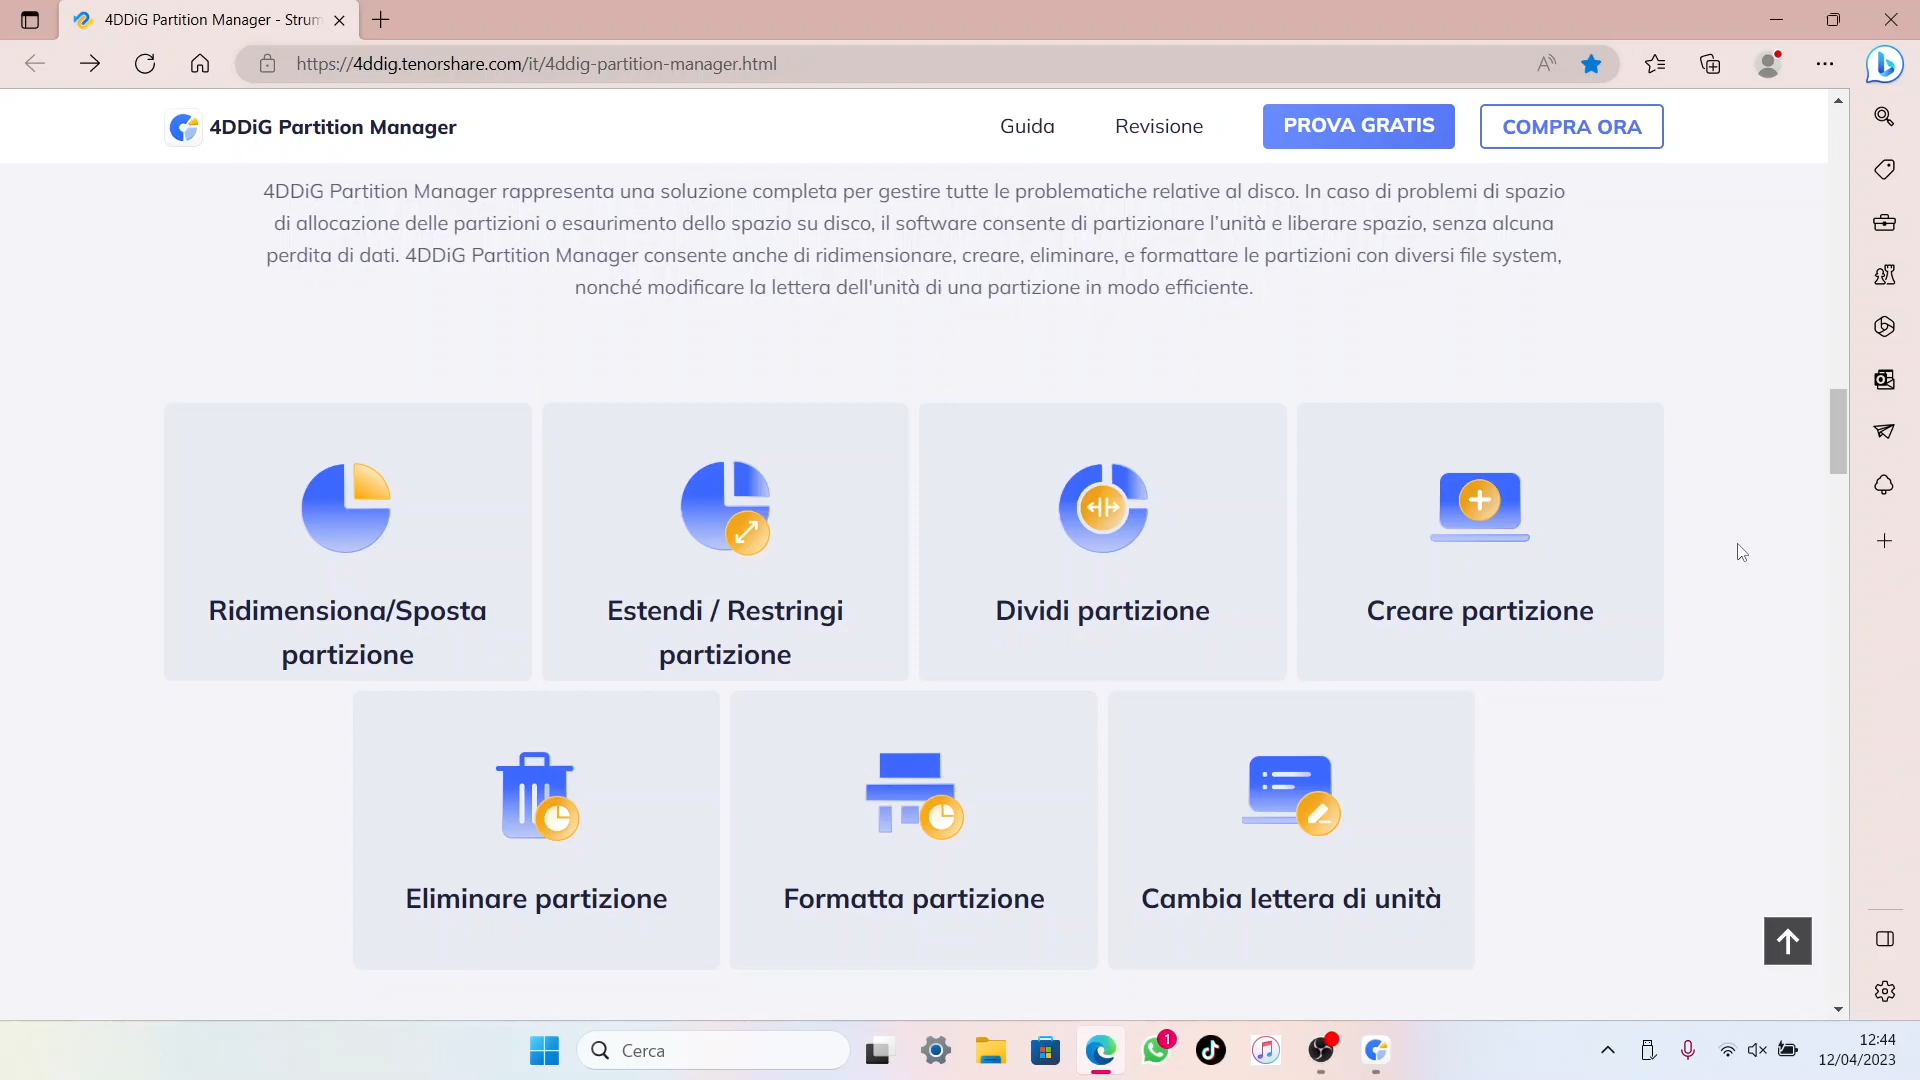 4DDiG Partition Manager - Strum
https://4ddig.tenorshare.com/it/4ddig-partition-manager.html
4DDiG Partition Manager
Guida
Revisione
PROVA GRATIS
COMPRA ORA
4DDiG Partition Manager rappresenta una soluzione completa per gestire tutte le problematiche relative al disco. In caso di problemi di spazio
di allocazione delle partizioni o esaurimento dello spazio su disco, il software consente di partizionare l’unità e liberare spazio, senza alcuna
perdita di dati. 4DDiG Partition Manager consente anche di ridimensionare, creare, eliminare, e formattare le partizioni con diversi file system,
nonché modificare la lettera dell'unità di una partizione in modo efficiente.
Ridimensiona/Sposta
partizione
Estendi / Restringi
partizione
Dividi partizione
Creare partizione
Eliminare partizione
Formatta partizione
Cambia lettera di unità
Cerca
1
12:44
12/04/2023